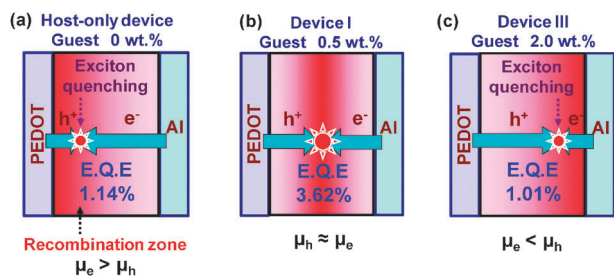 (a) Host-only device
Guest 0 wt.%
Exciton
quenching
h⁺ e⁻
PEDOT
Al
E.Q.E
1.14%
Recombination zone
μₑ > μₕ
(b) Device I
Guest 0.5 wt.%
h⁺ e⁻
PEDOT
Al
E.Q.E
3.62%
μₕ ≈ μₑ
(c) Device III
Guest 2.0 wt.%
Exciton
quenching
h⁺ e⁻
PEDOT
Al
E.Q.E
1.01%
μₑ < μₕ